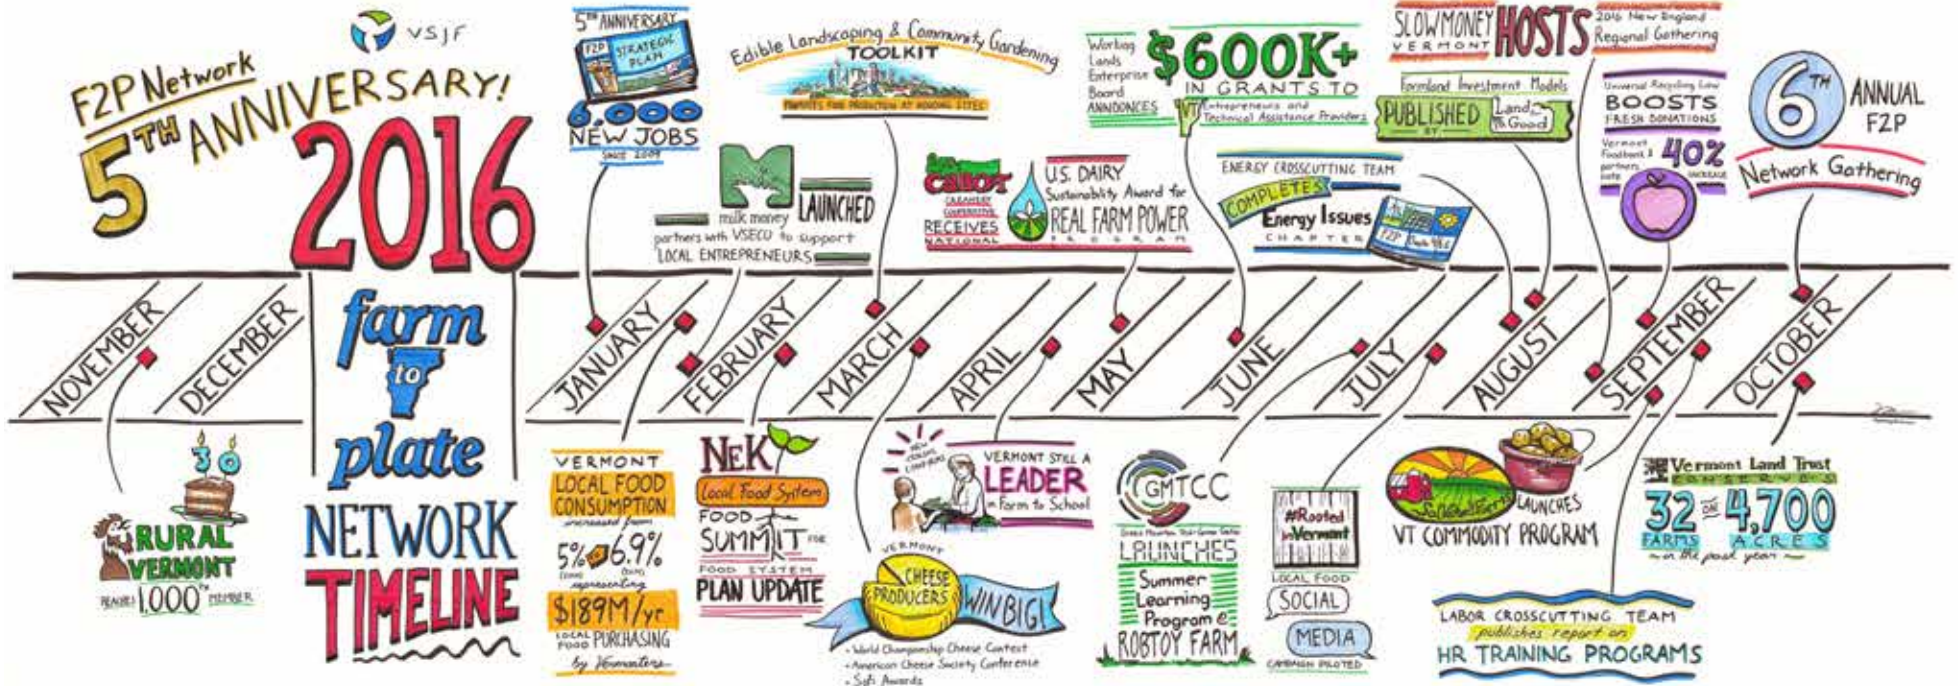 F2P Network
5TH ANNIVERSARY!
VSJF
2016
farm
to
plate
NETWORK
TIMELINE
NOVEMBER
DECEMBER
JANUARY
FEBRUARY
MARCH
APRIL
MAY
JUNE
JULY
AUGUST
SEPTEMBER
OCTOBER
30
RURAL
VERMONT
REACHES 1,000TH MEMBER
5TH ANNIVERSARY
F2P STRATEGIC
PLAN
6,000
NEW JOBS
SINCE 2009
VERMONT
LOCAL FOOD
CONSUMPTION
increased from
5% to 6.9%
representing
$189M/yr
LOCAL FOOD PURCHASING
by Vermonters
M
milk money LAUNCHED
partners with VSECU to support
LOCAL ENTREPRENEURS
NEK
Local Food System
FOOD
SUMMIT FOR
FOOD SYSTEM
PLAN UPDATE
Edible Landscaping & Community Gardening
TOOLKIT
PROMOTES FOOD PRODUCTION AT HOUSING SITES
VERMONT
CHEESE
PRODUCERS
WIN BIG!
• World Championship Cheese Contest
• American Cheese Society Conference
• Sofi Awards
VERMONT STILL A
LEADER
in Farm to School
CABOT
CREAMERY
COOPERATIVE
RECEIVES
NATIONAL
U.S. DAIRY
Sustainability Award for
REAL FARM POWER
PROGRAM
Working
Lands
Enterprise
Board
ANNOUNCES
$600K+
IN GRANTS TO
VT Entrepreneurs and
Technical Assistance Providers
GMTCC
LAUNCHES
Summer
Learning
Program @
ROBTOY FARM
#Rooted
inVermont
LOCAL FOOD
SOCIAL
MEDIA
CAMPAIGN PILOTED
ENERGY CROSSCUTTING TEAM
COMPLETES
Energy Issues
CHAPTER
F2P
Farmland Investment Models
PUBLISHED
BY
Land
for Good
SLOW MONEY
VERMONT
HOSTS
2016 New England
Regional Gathering
LAUNCHES
VT COMMODITY PROGRAM
Universal Recycling Law
BOOSTS
FRESH DONATIONS
Vermont
Foodbank &
partners
note
40%
INCREASE
LABOR CROSSCUTTING TEAM
publishes report on
HR TRAINING PROGRAMS
6TH ANNUAL
F2P
Network Gathering
Vermont Land Trust
CONSERVES
32 4,700
FARMS ACRES
in the past year